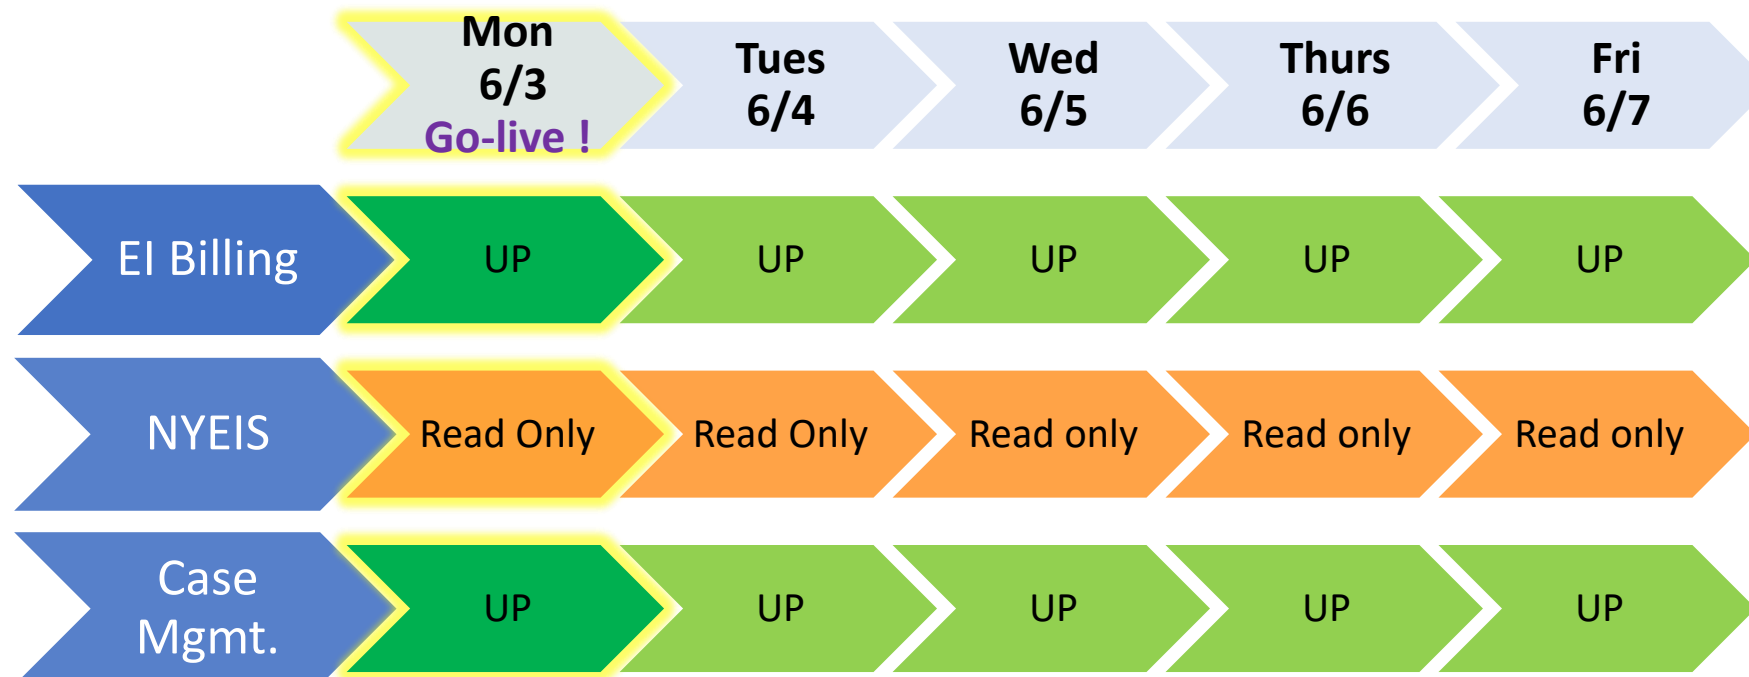 Mon
6/3
Go-live !
Tues
6/4
Wed
6/5
Thurs
6/6
Fri
6/7
EI Billing
UP
UP
UP
UP
UP
NYEIS
Read Only
Read Only
Read only
Read only
Read only
Case
Mgmt.
UP
UP
UP
UP
UP